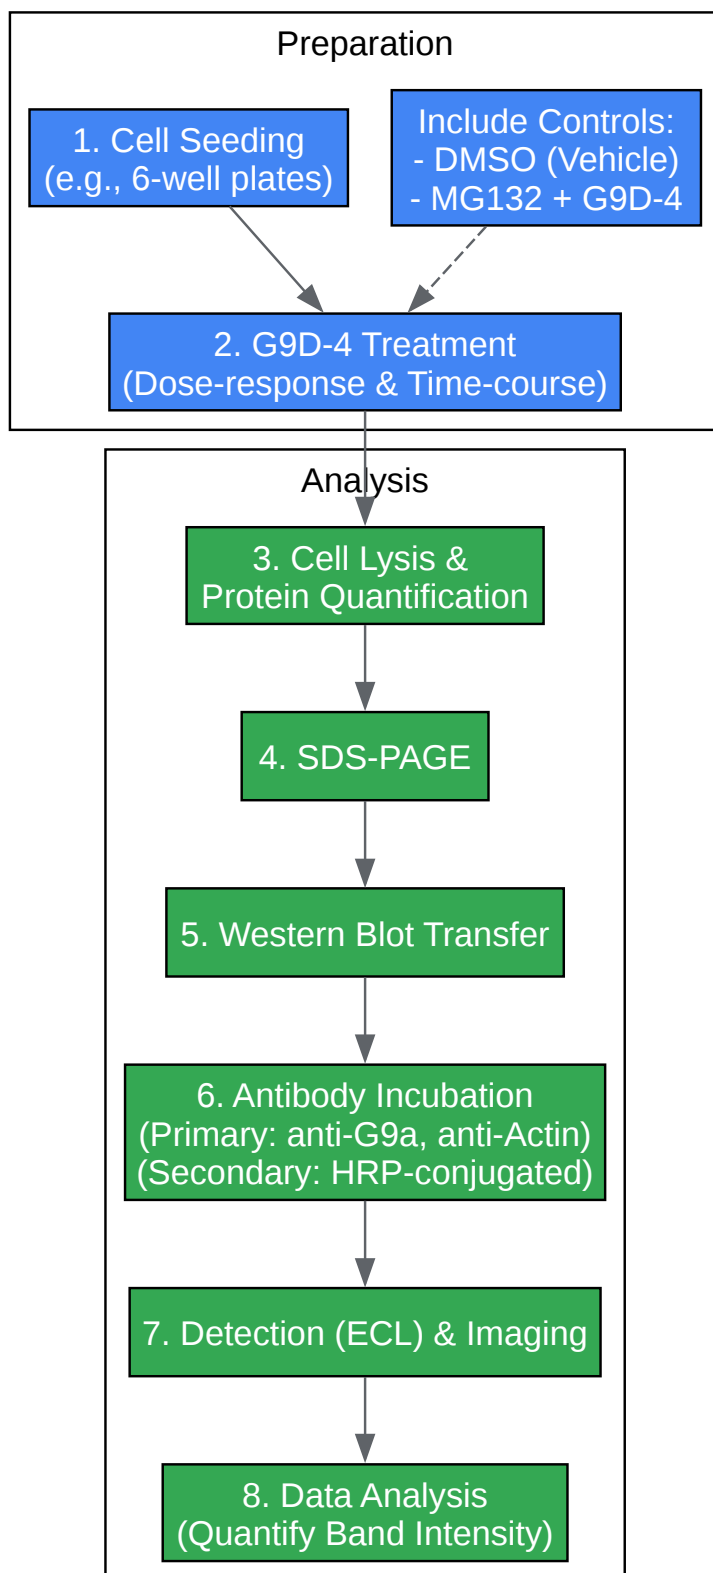 Preparation
1. Cell Seeding
(e.g., 6-well plates)
Include Controls:
- DMSO (Vehicle)
- MG132 + G9D-4
2. G9D-4 Treatment
(Dose-response & Time-course)
Analysis
3. Cell Lysis &
Protein Quantification
4. SDS-PAGE
5. Western Blot Transfer
6. Antibody Incubation
(Primary: anti-G9a, anti-Actin)
(Secondary: HRP-conjugated)
7. Detection (ECL) & Imaging
8. Data Analysis
(Quantify Band Intensity)